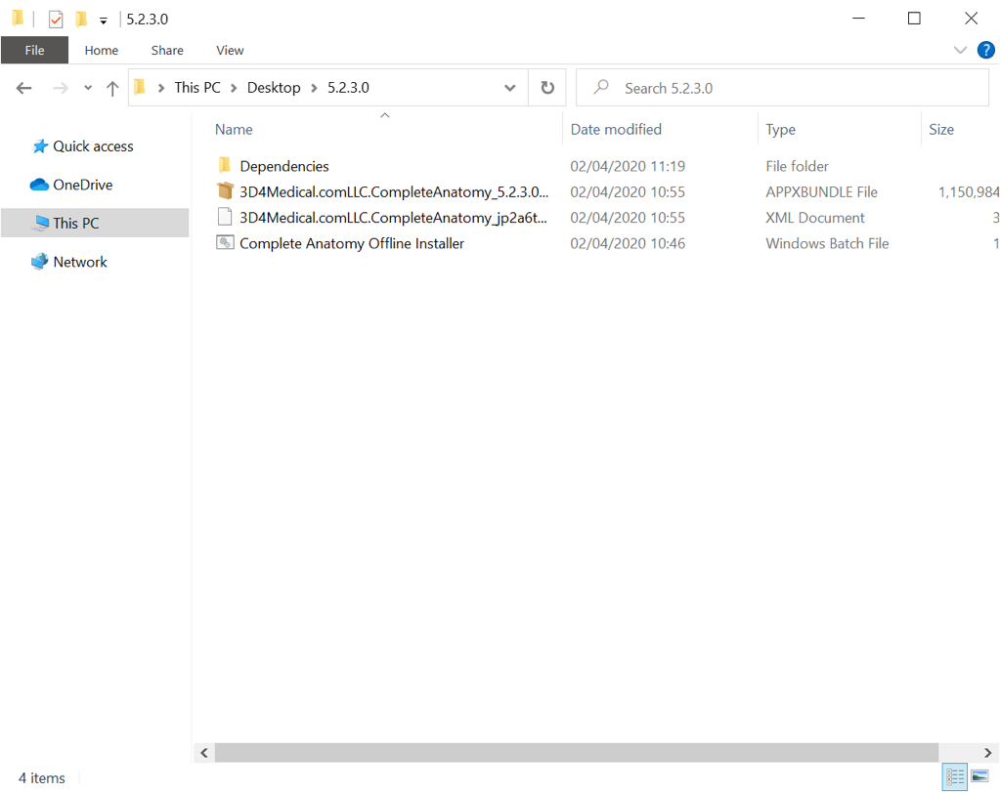 5.2.3.0
File Home Share View ?
This PC Desktop 5.2.3.0 Search 5.2.3.0
Name Date modified Type Size
Quick access
OneDrive
This PC
Network
Dependencies 02/04/2020 11:19 File folder
3D4Medical.comLLC.CompleteAnatomy_5.2.3.0... 02/04/2020 10:55 APPXBUNDLE File 1,150,984
3D4Medical.comLLC.CompleteAnatomy_jp2a6t... 02/04/2020 10:55 XML Document 3
Complete Anatomy Offline Installer 02/04/2020 10:46 Windows Batch File 1
4 items